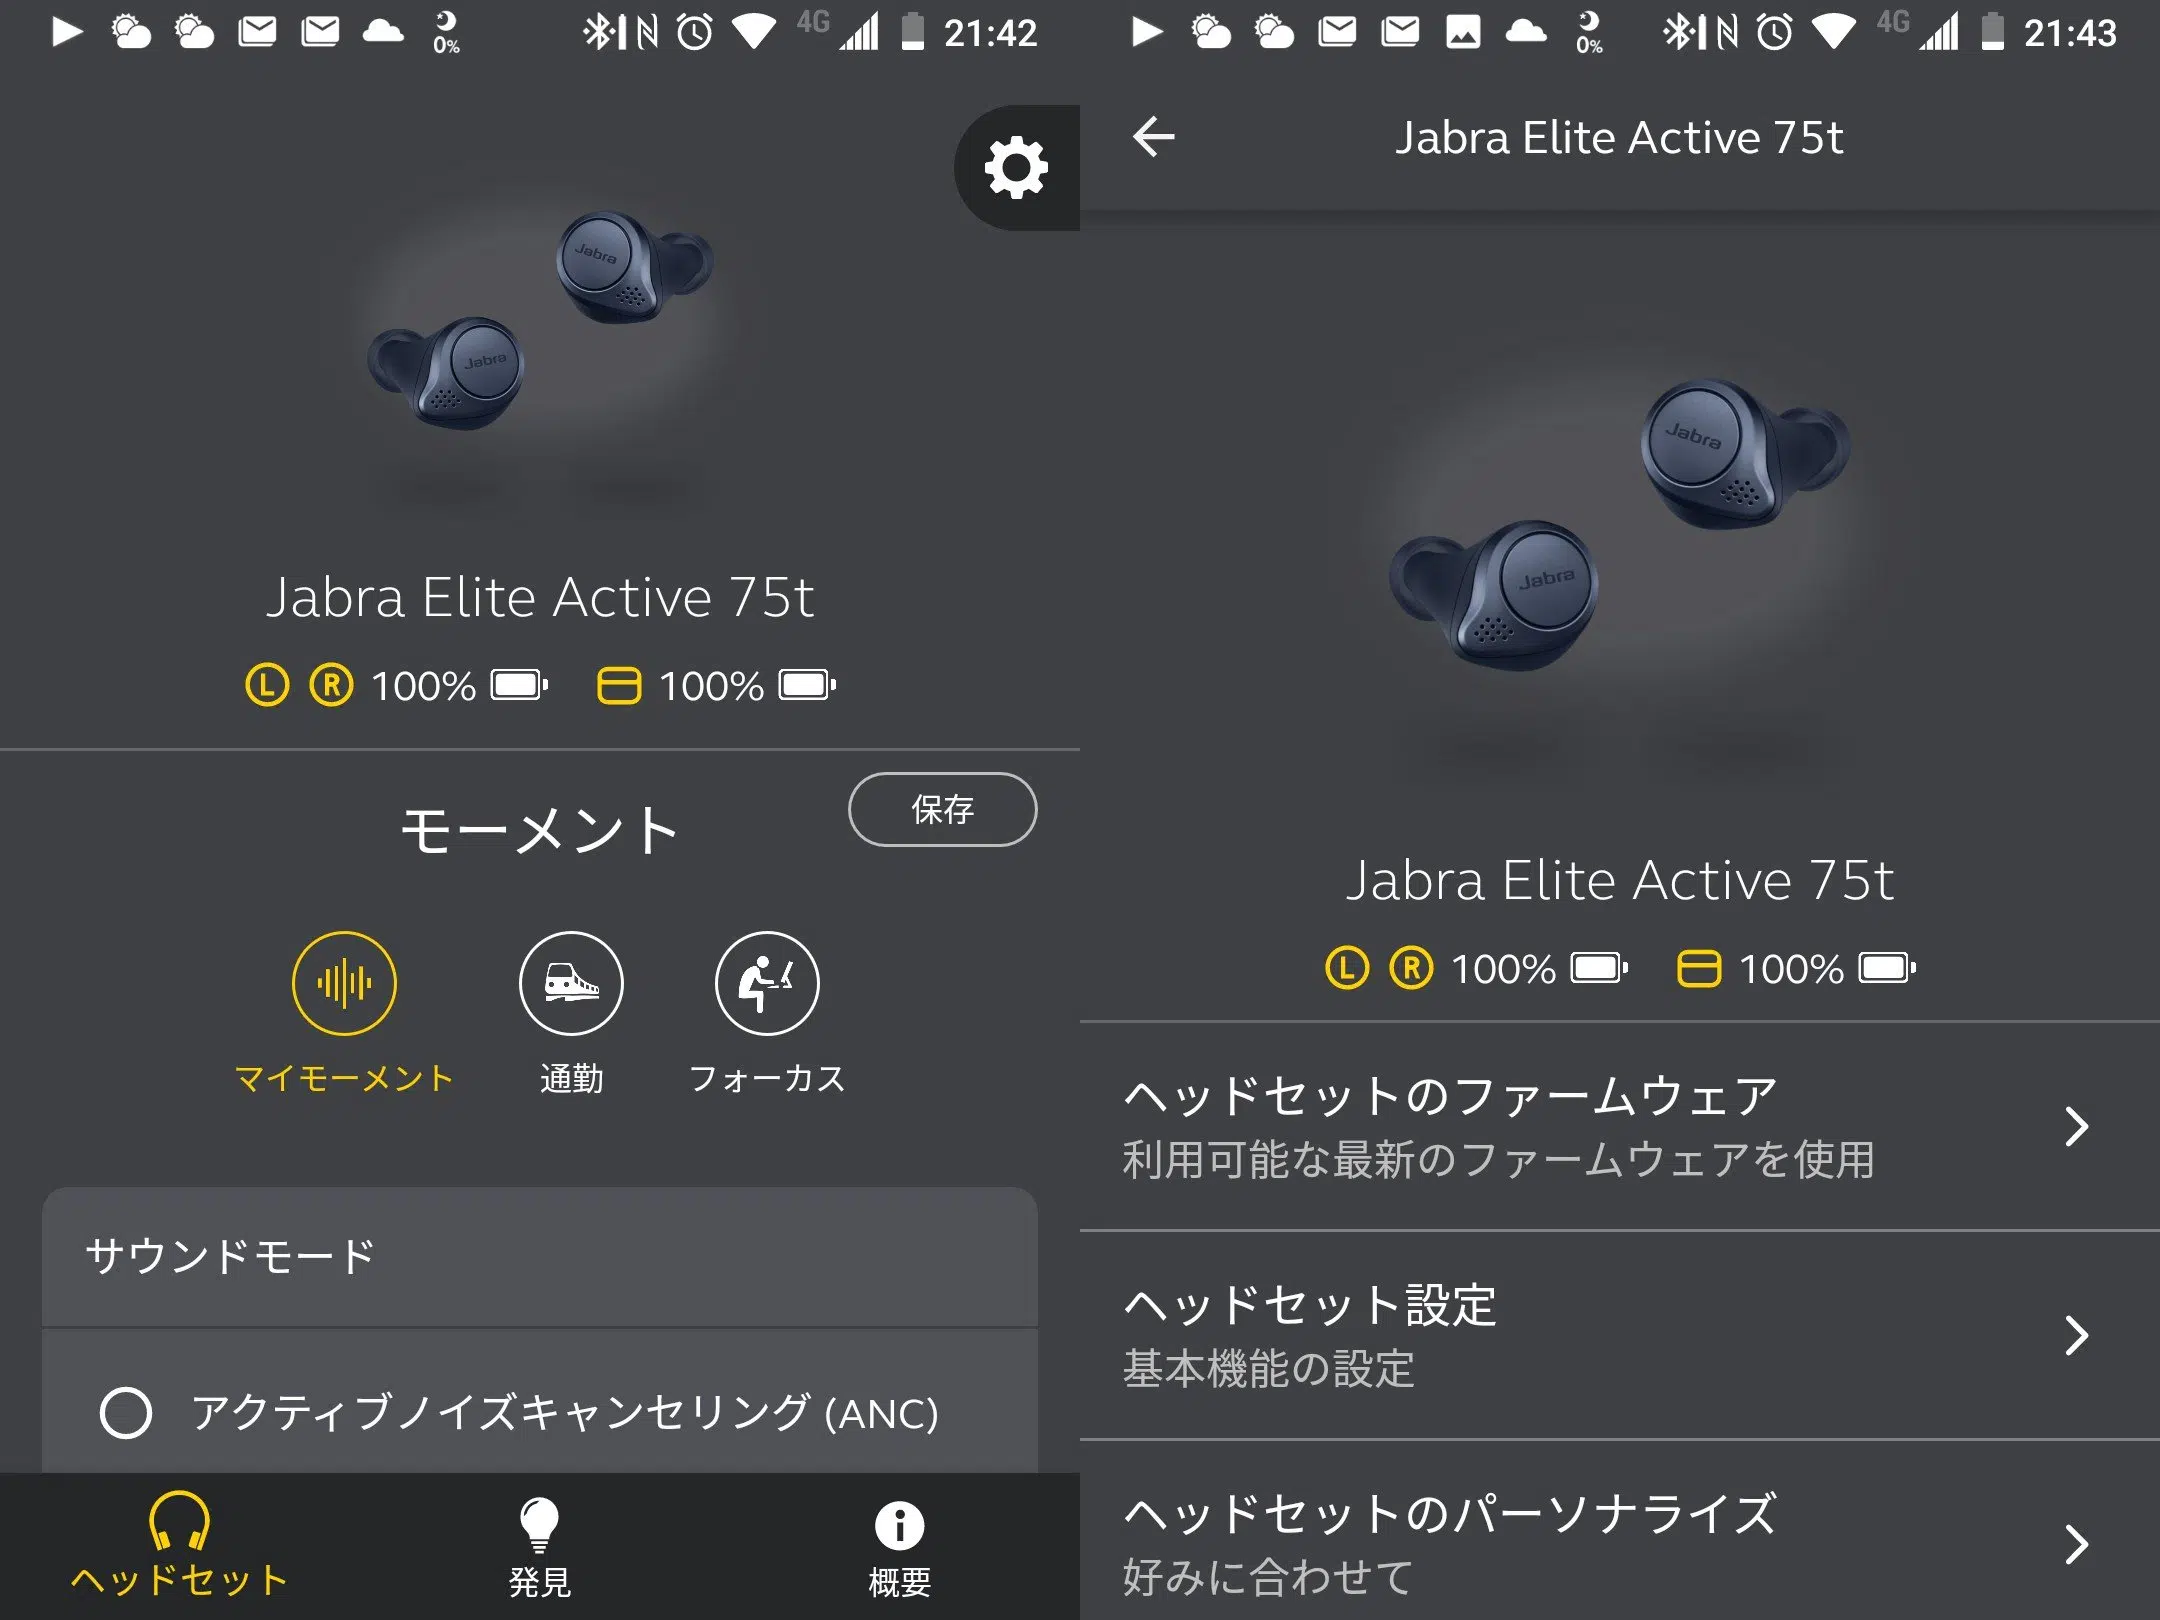 0%
4G
21:42
Jabra
Jabra
Jabra Elite Active 75t
L R 100% 100%
モーメント
保存
マイモーメント
通勤
フォーカス
サウンドモード
アクティブノイズキャンセリング (ANC)
ヘッドセット
発見
概要
0%
4G
21:43
Jabra Elite Active 75t
Jabra
Jabra
Jabra Elite Active 75t
L R 100% 100%
ヘッドセットのファームウェア
利用可能な最新のファームウェアを使用
ヘッドセット設定
基本機能の設定
ヘッドセットのパーソナライズ
好みに合わせて